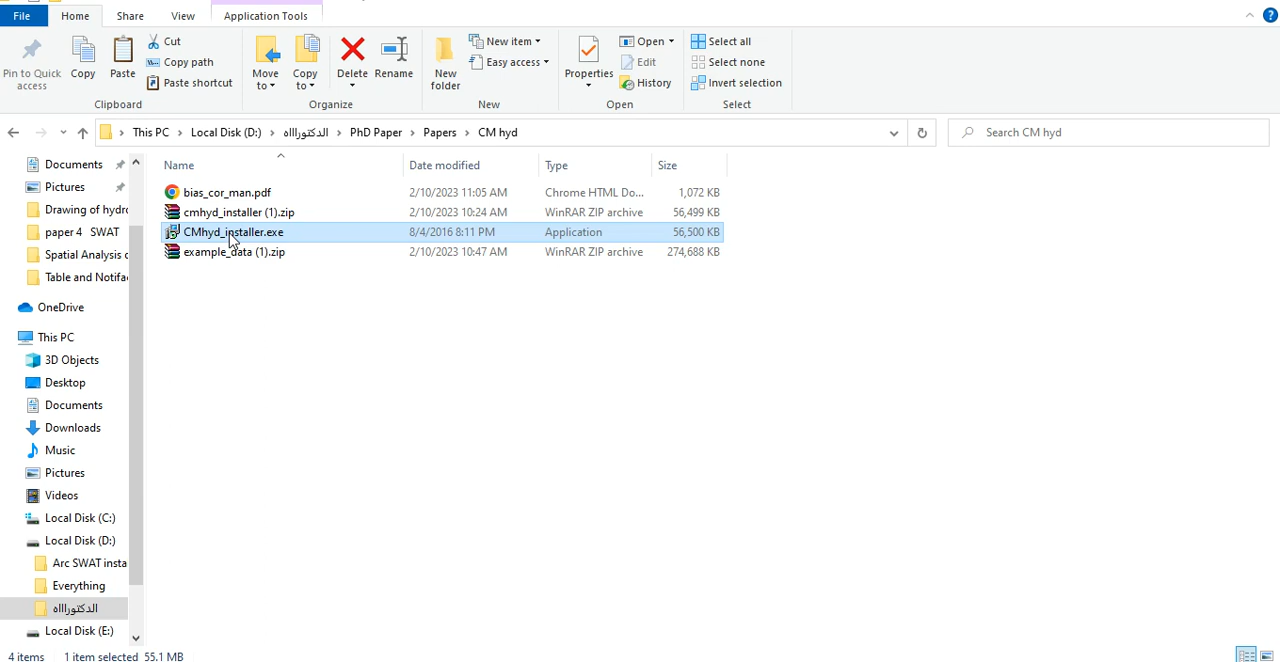 File Home Share View Application Tools
Pin to Quick access
Copy
Paste
Cut
Copy path
Paste shortcut
Clipboard
Move to
Copy to
Delete
Rename
Organize
New folder
New item
Easy access
New
Properties
Open
Edit
History
Open
Select all
Select none
Invert selection
Select
This PC > Local Disk (D:) > الدكتوراااه > PhD Paper > Papers > CM hyd
Search CM hyd
Name Date modified Type Size
bias_cor_man.pdf 2/10/2023 11:05 AM Chrome HTML Do... 1,072 KB
cmhyd_installer (1).zip 2/10/2023 10:24 AM WinRAR ZIP archive 56,499 KB
CMhyd_installer.exe 8/4/2016 8:11 PM Application 56,500 KB
example_data (1).zip 2/10/2023 10:47 AM WinRAR ZIP archive 274,688 KB
Documents
Pictures
Drawing of hydro
paper 4 SWAT
Spatial Analysis o
Table and Notifa
OneDrive
This PC
3D Objects
Desktop
Documents
Downloads
Music
Pictures
Videos
Local Disk (C:)
Local Disk (D:)
Arc SWAT insta
Everything
الدكتوراااه
Local Disk (E:)
4 items 1 item selected 55.1 MB